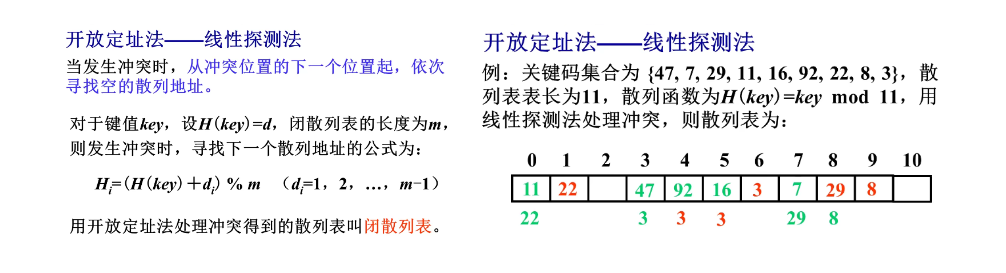 开放定址法——线性探测法
当发生冲突时，从冲突位置的下一个位置起，依次
寻找空的散列地址。
对于键值key，设H(key)=d，闭散列表的长度为m，
则发生冲突时，寻找下一个散列地址的公式为：
Hi=(H(key)＋di) % m （di=1，2，…，m-1）
用开放定址法处理冲突得到的散列表叫闭散列表。
开放定址法——线性探测法
例：关键码集合为 {47, 7, 29, 11, 16, 92, 22, 8, 3}，散
列表表长为11，散列函数为H(key)=key mod 11，用
线性探测法处理冲突，则散列表为：
0 1 2 3 4 5 6 7 8 9 10
11 22 47 92 16 3 7 29 8
22 3 3 3 29 8